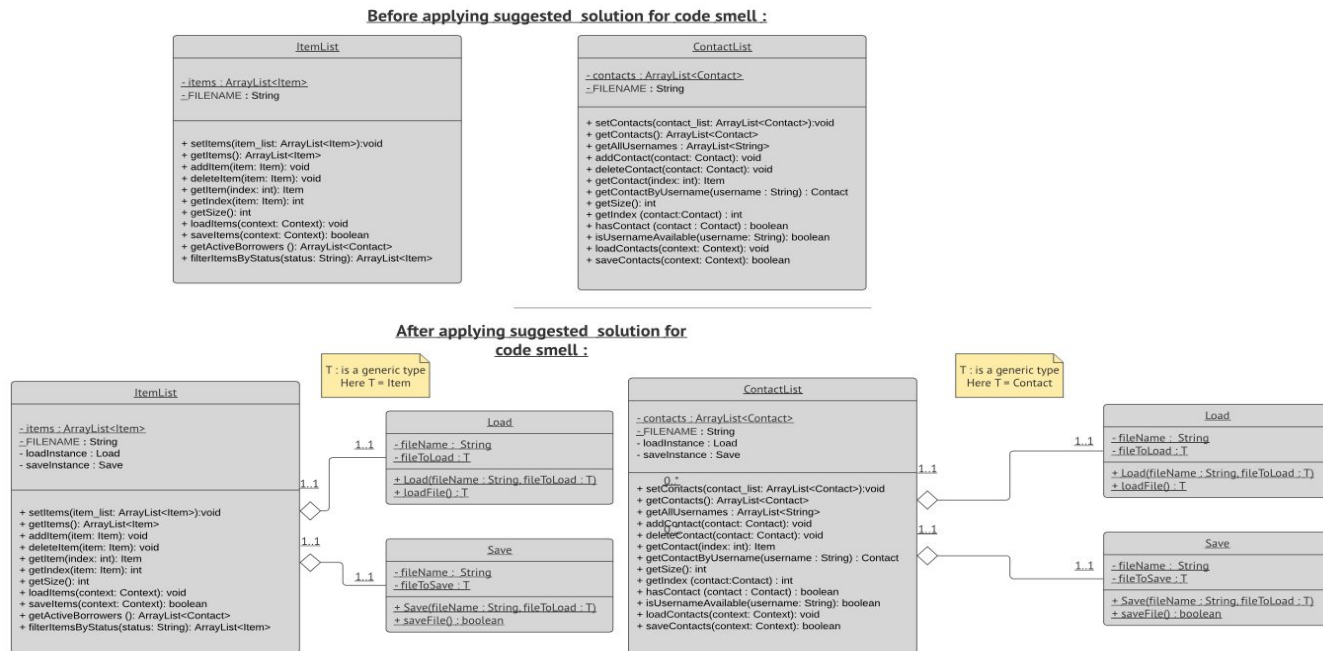 Before applying suggested solution for code smell :
ItemList
- items : ArrayList<Item>
- FILENAME : String
+ setItems(item_list: ArrayList<Item>):void
+ getItems(): ArrayList<Item>
+ addItem(item: Item): void
+ deleteItem(item: Item): void
+ getItem(index: int): Item
+ getIndex(item: Item): int
+ getSize(): int
+ loadItems(context: Context): void
+ saveItems(context: Context): boolean
+ getActiveBorrowers (): ArrayList<Contact>
+ filterItemsByStatus(status: String): ArrayList<Item>
ContactList
- contacts : ArrayList<Contact>
- FILENAME : String
+ setContacts(contact_list: ArrayList<Contact>):void
+ getContacts(): ArrayList<Contact>
+ getAllUsernames : ArrayList<String>
+ addContact(contact: Contact): void
+ deleteContact(contact: Contact): void
+ getContact(index: int): Item
+ getContactByUsername(username : String) : Contact
+ getSize(): int
+ getIndex (contact:Contact) : int
+ hasContact (contact : Contact) : boolean
+ isUsernameAvailable(username: String): boolean
+ loadContacts(context: Context): void
+ saveContacts(context: Context): boolean
After applying suggested solution for
code smell :
T : is a generic type
Here T = Item
ItemList
- items : ArrayList<Item>
- FILENAME : String
- loadInstance : Load
- saveInstance : Save
+ setItems(item_list: ArrayList<Item>):void
+ getItems(): ArrayList<Item>
+ addItem(item: Item): void
+ deleteItem(item: Item): void
+ getItem(index: int): Item
+ getIndex(item: Item): int
+ getSize(): int
+ loadItems(context: Context): void
+ saveItems(context: Context): boolean
+ getActiveBorrowers (): ArrayList<Contact>
+ filterItemsByStatus(status: String): ArrayList<Item>
1..1
1..1
1..1
1..1
Load
- fileName : String
- fileToLoad : T
+ Load(fileName : String, fileToLoad : T)
+ loadFile() : T
Save
- fileName : String
- fileToSave : T
+ Save(fileName : String, fileToLoad : T)
+ saveFile() : boolean
T : is a generic type
Here T = Contact
ContactList
- contacts : ArrayList<Contact>
- FILENAME : String
- loadInstance : Load
- saveInstance : Save
0..*
+ setContacts(contact_list: ArrayList<Contact>):void
+ getContacts(): ArrayList<Contact>
+ getAllUsernames : ArrayList<String>
+ addContact(contact: Contact): void
0..*
+ deleteContact(contact: Contact): void
+ getContact(index: int): Item
+ getContactByUsername(username : String) : Contact
+ getSize(): int
+ getIndex (contact:Contact) : int
+ hasContact (contact : Contact) : boolean
+ isUsernameAvailable(username: String): boolean
+ loadContacts(context: Context): void
+ saveContacts(context: Context): boolean
1..1
1..1
1..1
1..1
Load
- fileName : String
- fileToLoad : T
+ Load(fileName : String, fileToLoad : T)
+ loadFile() : T
Save
- fileName : String
- fileToSave : T
+ Save(fileName : String, fileToLoad : T)
+ saveFile() : boolean